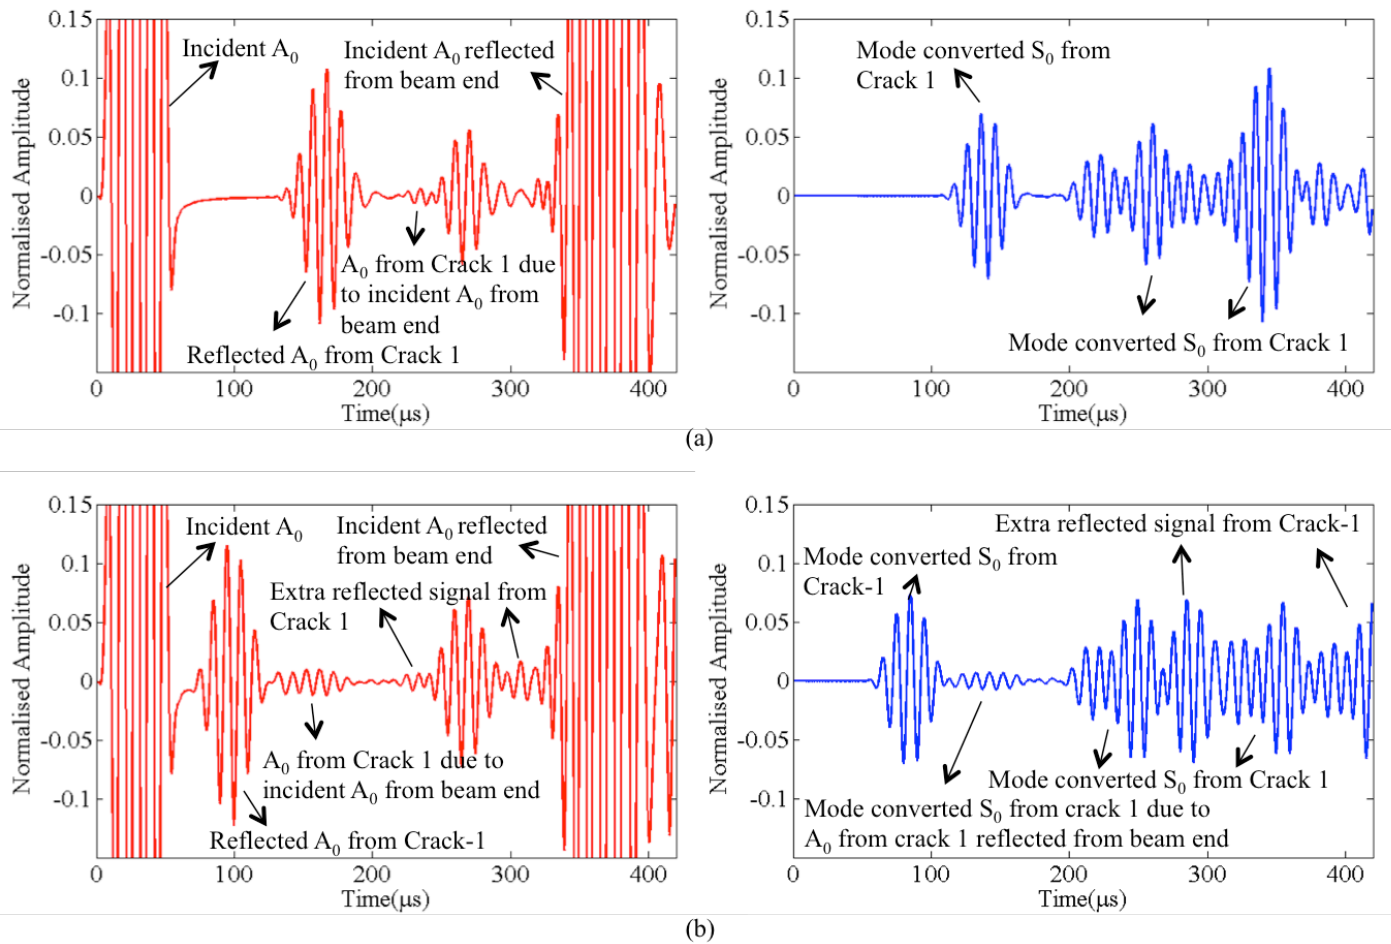 0.15
0.1
0.05
0
-0.05
-0.1
Normalised Amplitude
Incident A0
Incident A0 reflected
from beam end
A0 from Crack 1 due
to incident A0 from
beam end
Reflected A0 from Crack 1
0 100 200 300 400
Time(μs)
0.15
0.1
0.05
0
-0.05
-0.1
Normalised Amplitude
Mode converted S0 from
Crack 1
Mode converted S0 from Crack 1
0 100 200 300 400
Time(μs)
(a)
0.15
0.1
0.05
0
-0.05
-0.1
Normalised Amplitude
Incident A0
Incident A0 reflected
from beam end
Extra reflected signal from
Crack 1
A0 from Crack 1 due to
incident A0 from beam end
Reflected A0 from Crack-1
0 100 200 300 400
Time(μs)
0.15
0.1
0.05
0
-0.05
-0.1
Normalised Amplitude
Extra reflected signal from Crack-1
Mode converted S0 from
Crack-1
Mode converted S0 from Crack 1
Mode converted S0 from crack 1 due to
A0 from crack 1 reflected from beam end
0 100 200 300 400
Time(μs)
(b)